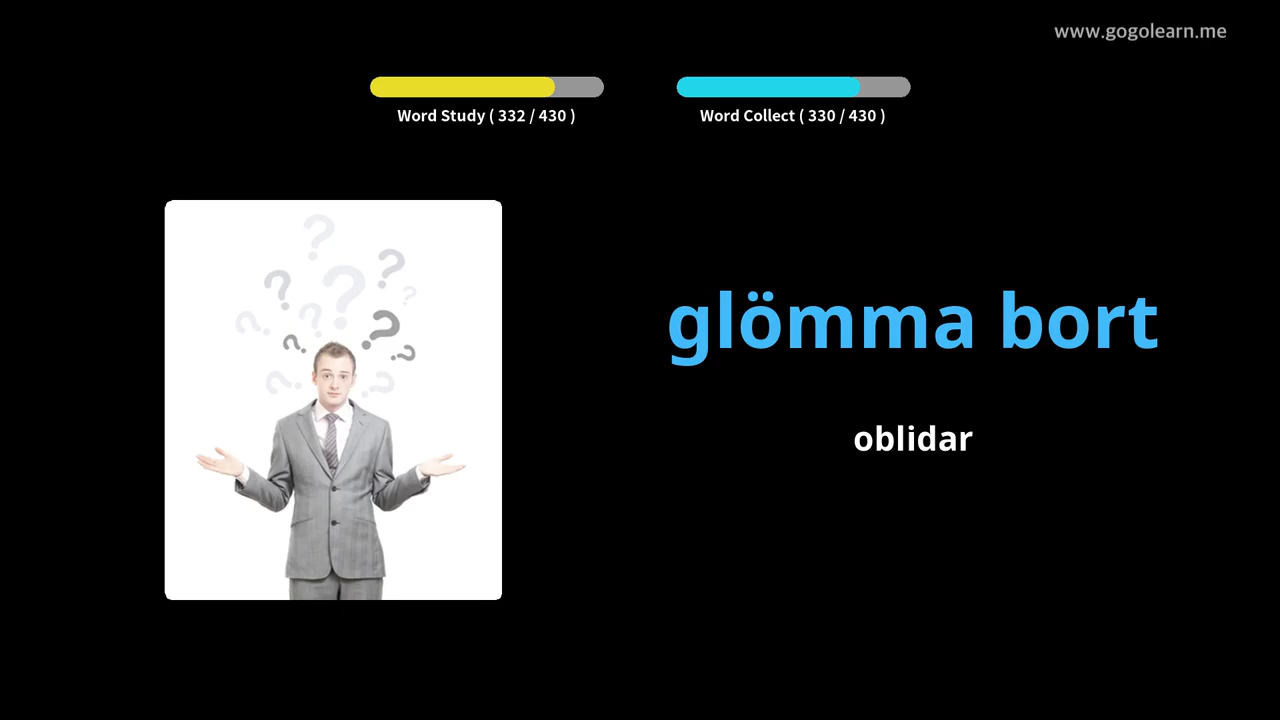 www.gogolearn.me
Word Study ( 332 / 430 )
Word Collect ( 330 / 430 )
glömma bort
oblidar